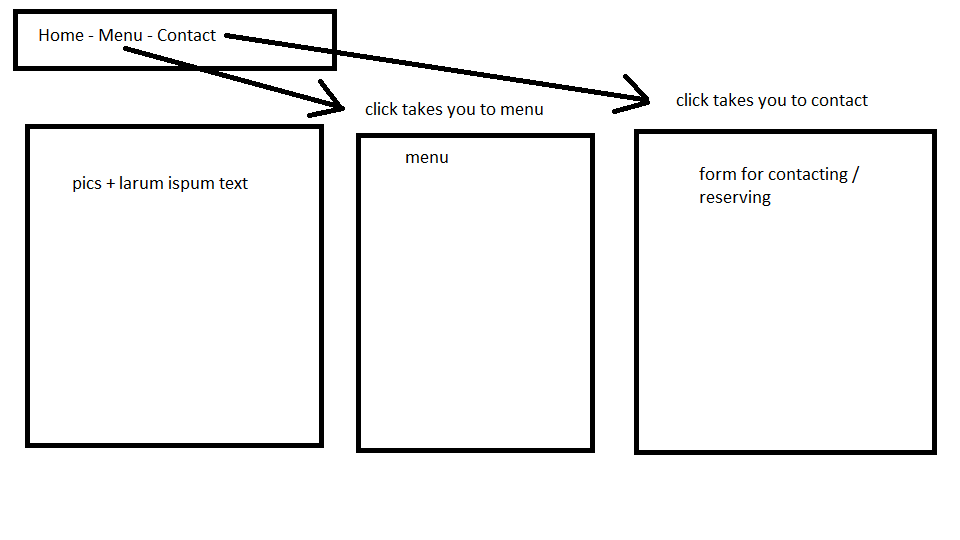 Home - Menu - Contact
click takes you to menu
click takes you to contact
pics + larum ispum text
menu
form for contacting /
reserving